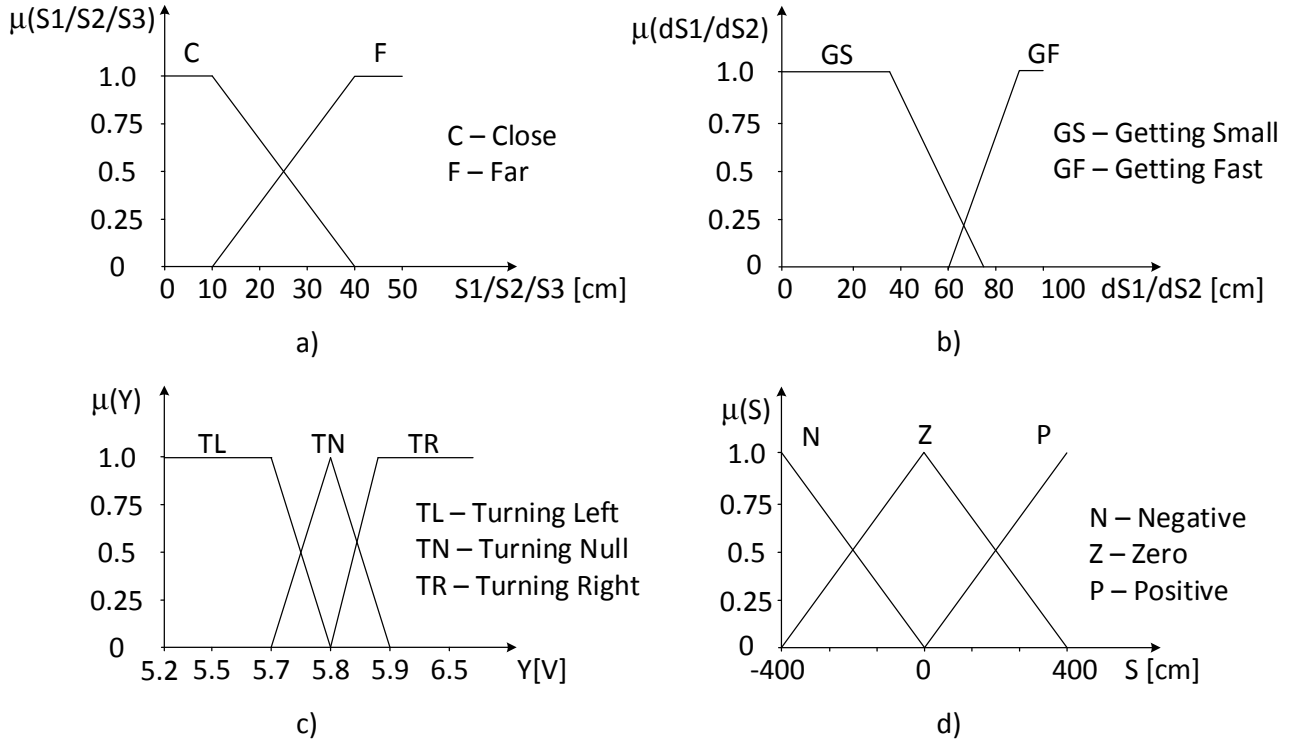 μ(S1/S2/S3)
C
F
1.0
0.75
0.5
0.25
0
C – Close
F – Far
0 10 20 30 40 50 S1/S2/S3 [cm]
a)
μ(dS1/dS2)
GS
GF
1.0
0.75
0.5
0.25
0
GS – Getting Small
GF – Getting Fast
0 20 40 60 80 100 dS1/dS2 [cm]
b)
μ(Y)
TL TN TR
1.0
0.75
0.5
0.25
0
TL – Turning Left
TN – Turning Null
TR – Turning Right
5.2 5.5 5.7 5.8 5.9 6.5 Y[V]
c)
μ(S)
N Z P
1.0
0.75
0.5
0.25
0
N – Negative
Z – Zero
P – Positive
-400 0 400 S [cm]
d)